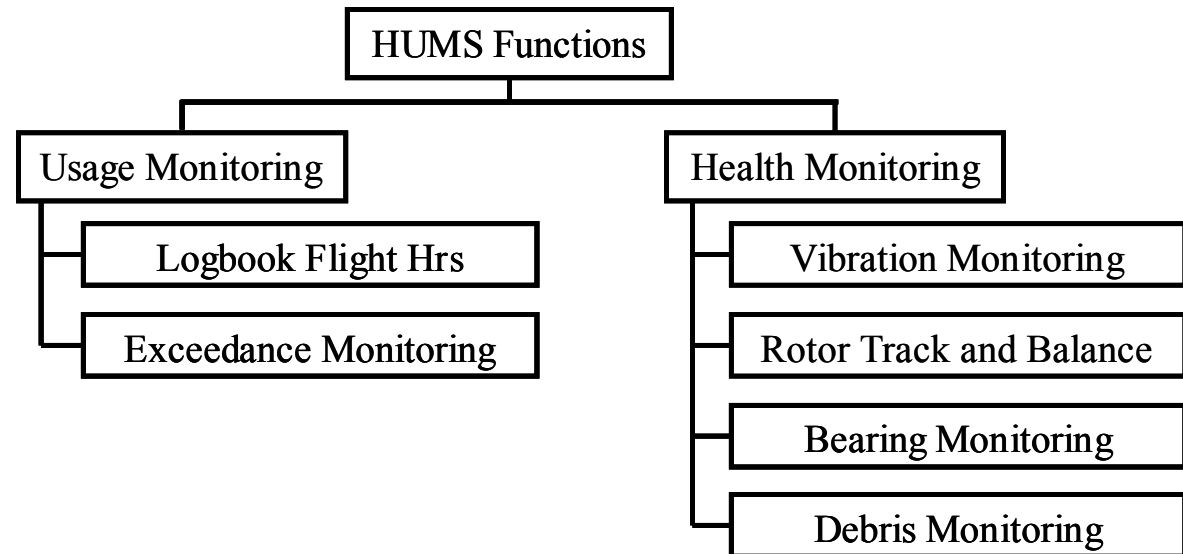 HUMS Functions
Usage Monitoring
Logbook Flight Hrs
Exceedance Monitoring
Health Monitoring
Vibration Monitoring
Rotor Track and Balance
Bearing Monitoring
Debris Monitoring